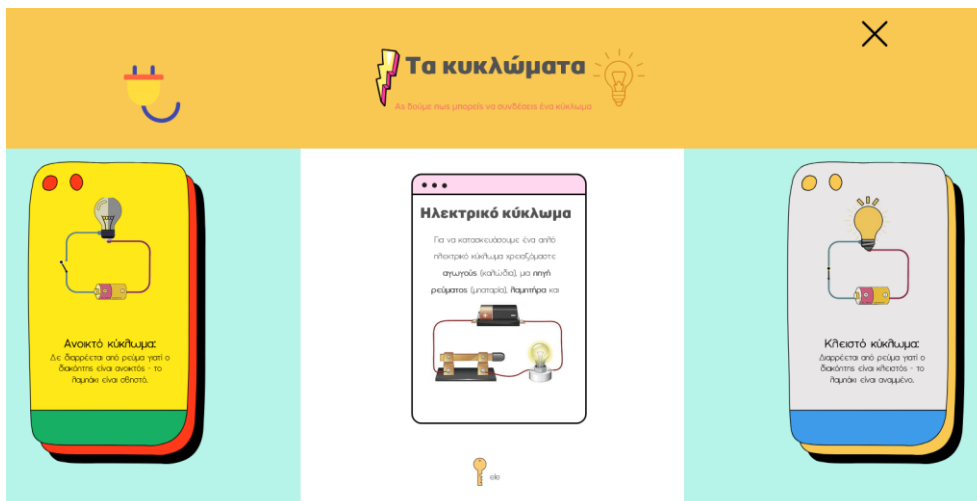 Τα κυκλώματα
Ας δούμε πως μπορείς να συνδέσεις ένα κύκλωμα
Ανοικτό κύκλωμα:
Δε διαρρέεται από ρεύμα γιατί ο
διακόπτης είναι ανοικτός - το
λαμπάκι είναι σβηστό.
Ηλεκτρικό κύκλωμα
Για να κατασκευάσουμε ένα απλό
ηλεκτρικό κύκλωμα χρειαζόμαστε
αγωγούς (καλώδια), μια πηγή
ρεύματος (μπαταρία), λαμπτήρα και
ele
Κλειστό κύκλωμα:
Διαρρέεται από ρεύμα γιατί ο
διακόπτης είναι κλειστός - το
λαμπάκι είναι αναμμένο.